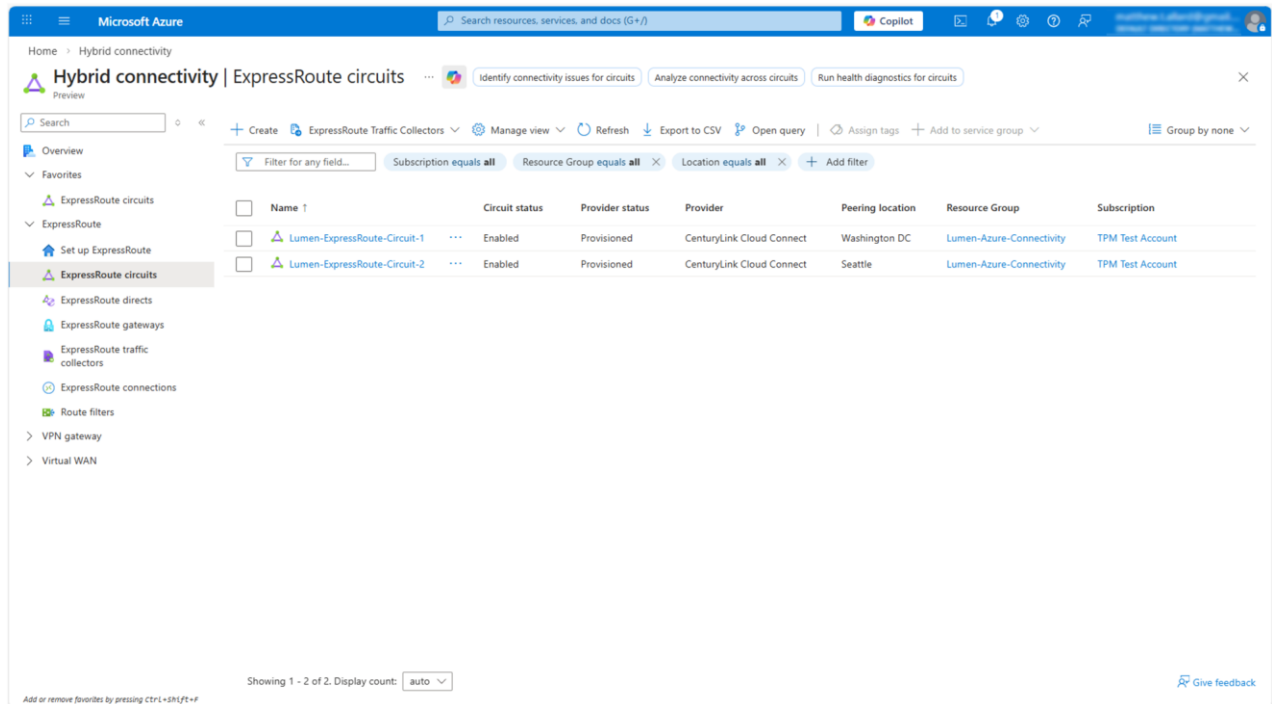 Microsoft Azure
Search resources, services, and docs (G+/)
Copilot
1
Home > Hybrid connectivity
Hybrid connectivity | ExpressRoute circuits ...
Preview
Identify connectivity issues for circuits
Analyze connectivity across circuits
Run health diagnostics for circuits
Search
Overview
Favorites
ExpressRoute circuits
ExpressRoute
Set up ExpressRoute
ExpressRoute circuits
ExpressRoute directs
ExpressRoute gateways
ExpressRoute traffic
collectors
ExpressRoute connections
Route filters
VPN gateway
Virtual WAN
Add or remove favorites by pressing Ctrl+Shift+F
+ Create ExpressRoute Traffic Collectors Manage view Refresh Export to CSV Open query | Assign tags + Add to service group Group by none
Filter for any field... Subscription equals all Resource Group equals all × Location equals all × + Add filter
Name ↑ Circuit status Provider status Provider Peering location Resource Group Subscription
Lumen-ExpressRoute-Circuit-1 ... Enabled Provisioned CenturyLink Cloud Connect Washington DC Lumen-Azure-Connectivity TPM Test Account
Lumen-ExpressRoute-Circuit-2 ... Enabled Provisioned CenturyLink Cloud Connect Seattle Lumen-Azure-Connectivity TPM Test Account
Showing 1 - 2 of 2. Display count: auto
Give feedback